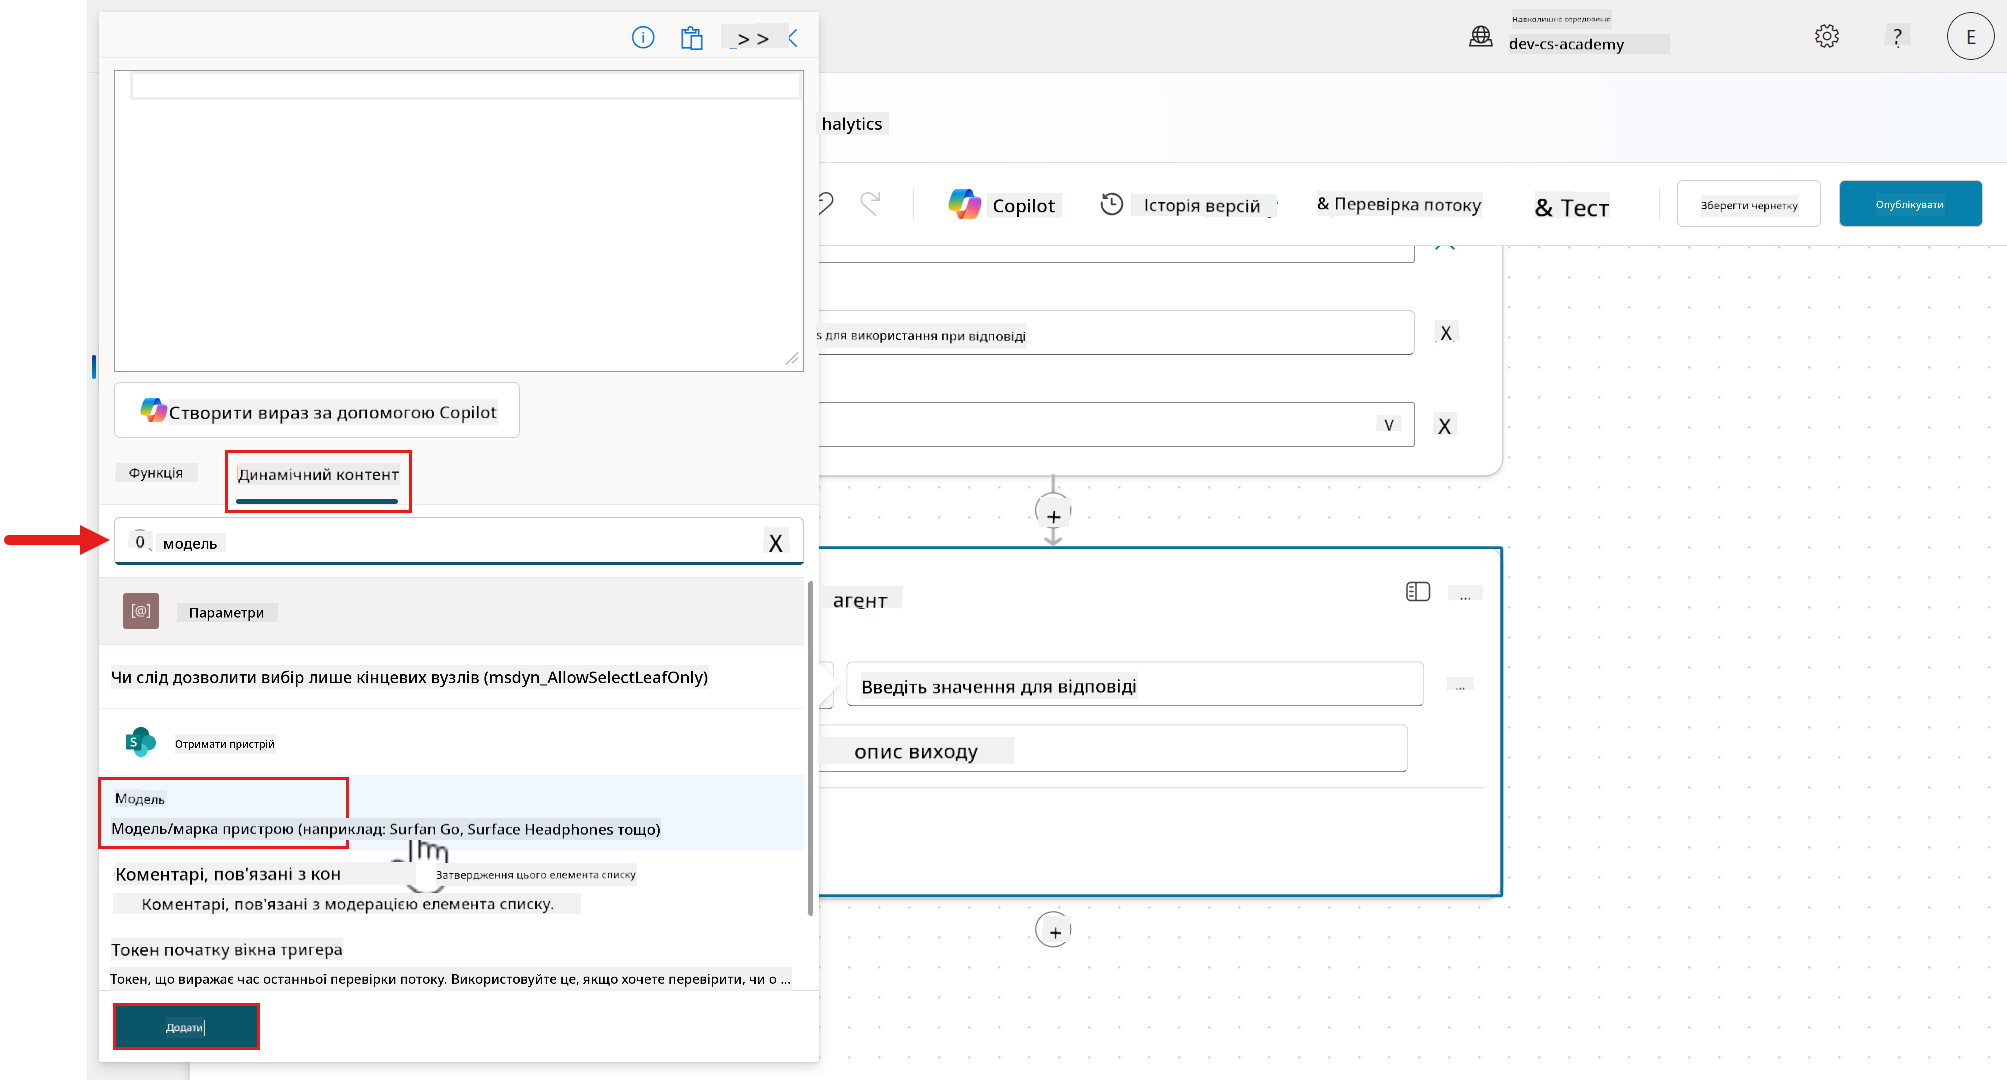 _> >
Навколишнє середовище
dev-cs-academy
?
E
halytics
Copilot
Історія версій
& Перевірка потоку
& Тест
Зберегти чернетку
Опублікувати
s для використання при відповіді
X
V
X
Створити вираз за допомогою Copilot
Функція
Динамічний контент
модель
X
[@]
Параметри
Чи слід дозволити вибір лише кінцевих вузлів (msdyn_AllowSelectLeafOnly)
S
Отримати пристрій
Модель
Модель/марка пристрою (наприклад: Surfan Go, Surface Headphones тощо)
Коментарі, пов'язані з кон
Затвердження цього елемента списку
Коментарі, пов'язані з модерацією елемента списку.
Токен початку вікна тригера
Токен, що виражає час останньої перевірки потоку. Використовуйте це, якщо хочете перевірити, чи о ...
Додати
+
агент
...
Введіть значення для відповіді
...
опис виходу
+